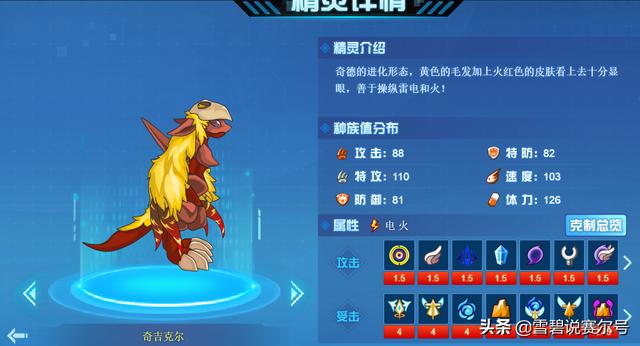 精灵详情
精灵介绍
奇德的进化形态，黄色的毛发加上火红色的皮肤看上去十分显
眼，善于操纵雷电和火！
种族值分布
攻击：88
特防：82
特攻：110
速度：103
防御：81
体力：126
属性
电 火
克制总览
攻击
1.5 1.5 1.5 1.5 1.5 1.5 1.5
受击
4 4
奇吉克尔
头条 @雪碧说赛尔号